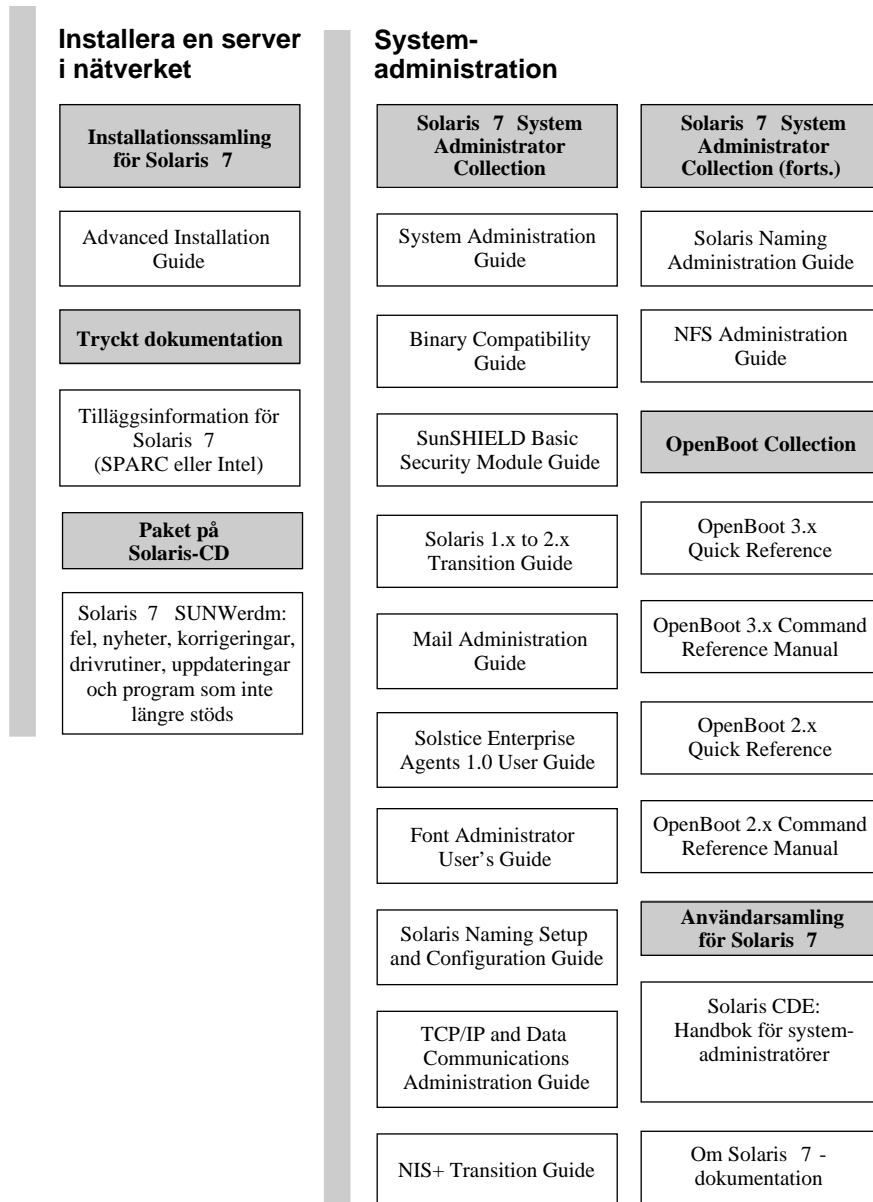 Installera en server
i nätverket
Installationssamling
för Solaris 7
Advanced Installation
Guide
Tryckt dokumentation
Tilläggsinformation för
Solaris 7
(SPARC eller Intel)
Paket på
Solaris-CD
Solaris 7 SUNWerdm:
fel, nyheter, korrigeringar,
drivrutiner, uppdateringar
och program som inte
längre stöds
System-
administration
Solaris 7 System
Administrator
Collection
System Administration
Guide
Binary Compatibility
Guide
SunSHIELD Basic
Security Module Guide
Solaris 1.x to 2.x
Transition Guide
Mail Administration
Guide
Solstice Enterprise
Agents 1.0 User Guide
Font Administrator
User's Guide
Solaris Naming Setup
and Configuration Guide
TCP/IP and Data
Communications
Administration Guide
NIS+ Transition Guide
Solaris 7 System
Administrator
Collection (forts.)
Solaris Naming
Administration Guide
NFS Administration
Guide
OpenBoot Collection
OpenBoot 3.x
Quick Reference
OpenBoot 3.x Command
Reference Manual
OpenBoot 2.x
Quick Reference
OpenBoot 2.x Command
Reference Manual
Användarsamling
för Solaris 7
Solaris CDE:
Handbok för system-
administratörer
Om Solaris 7 -
dokumentation